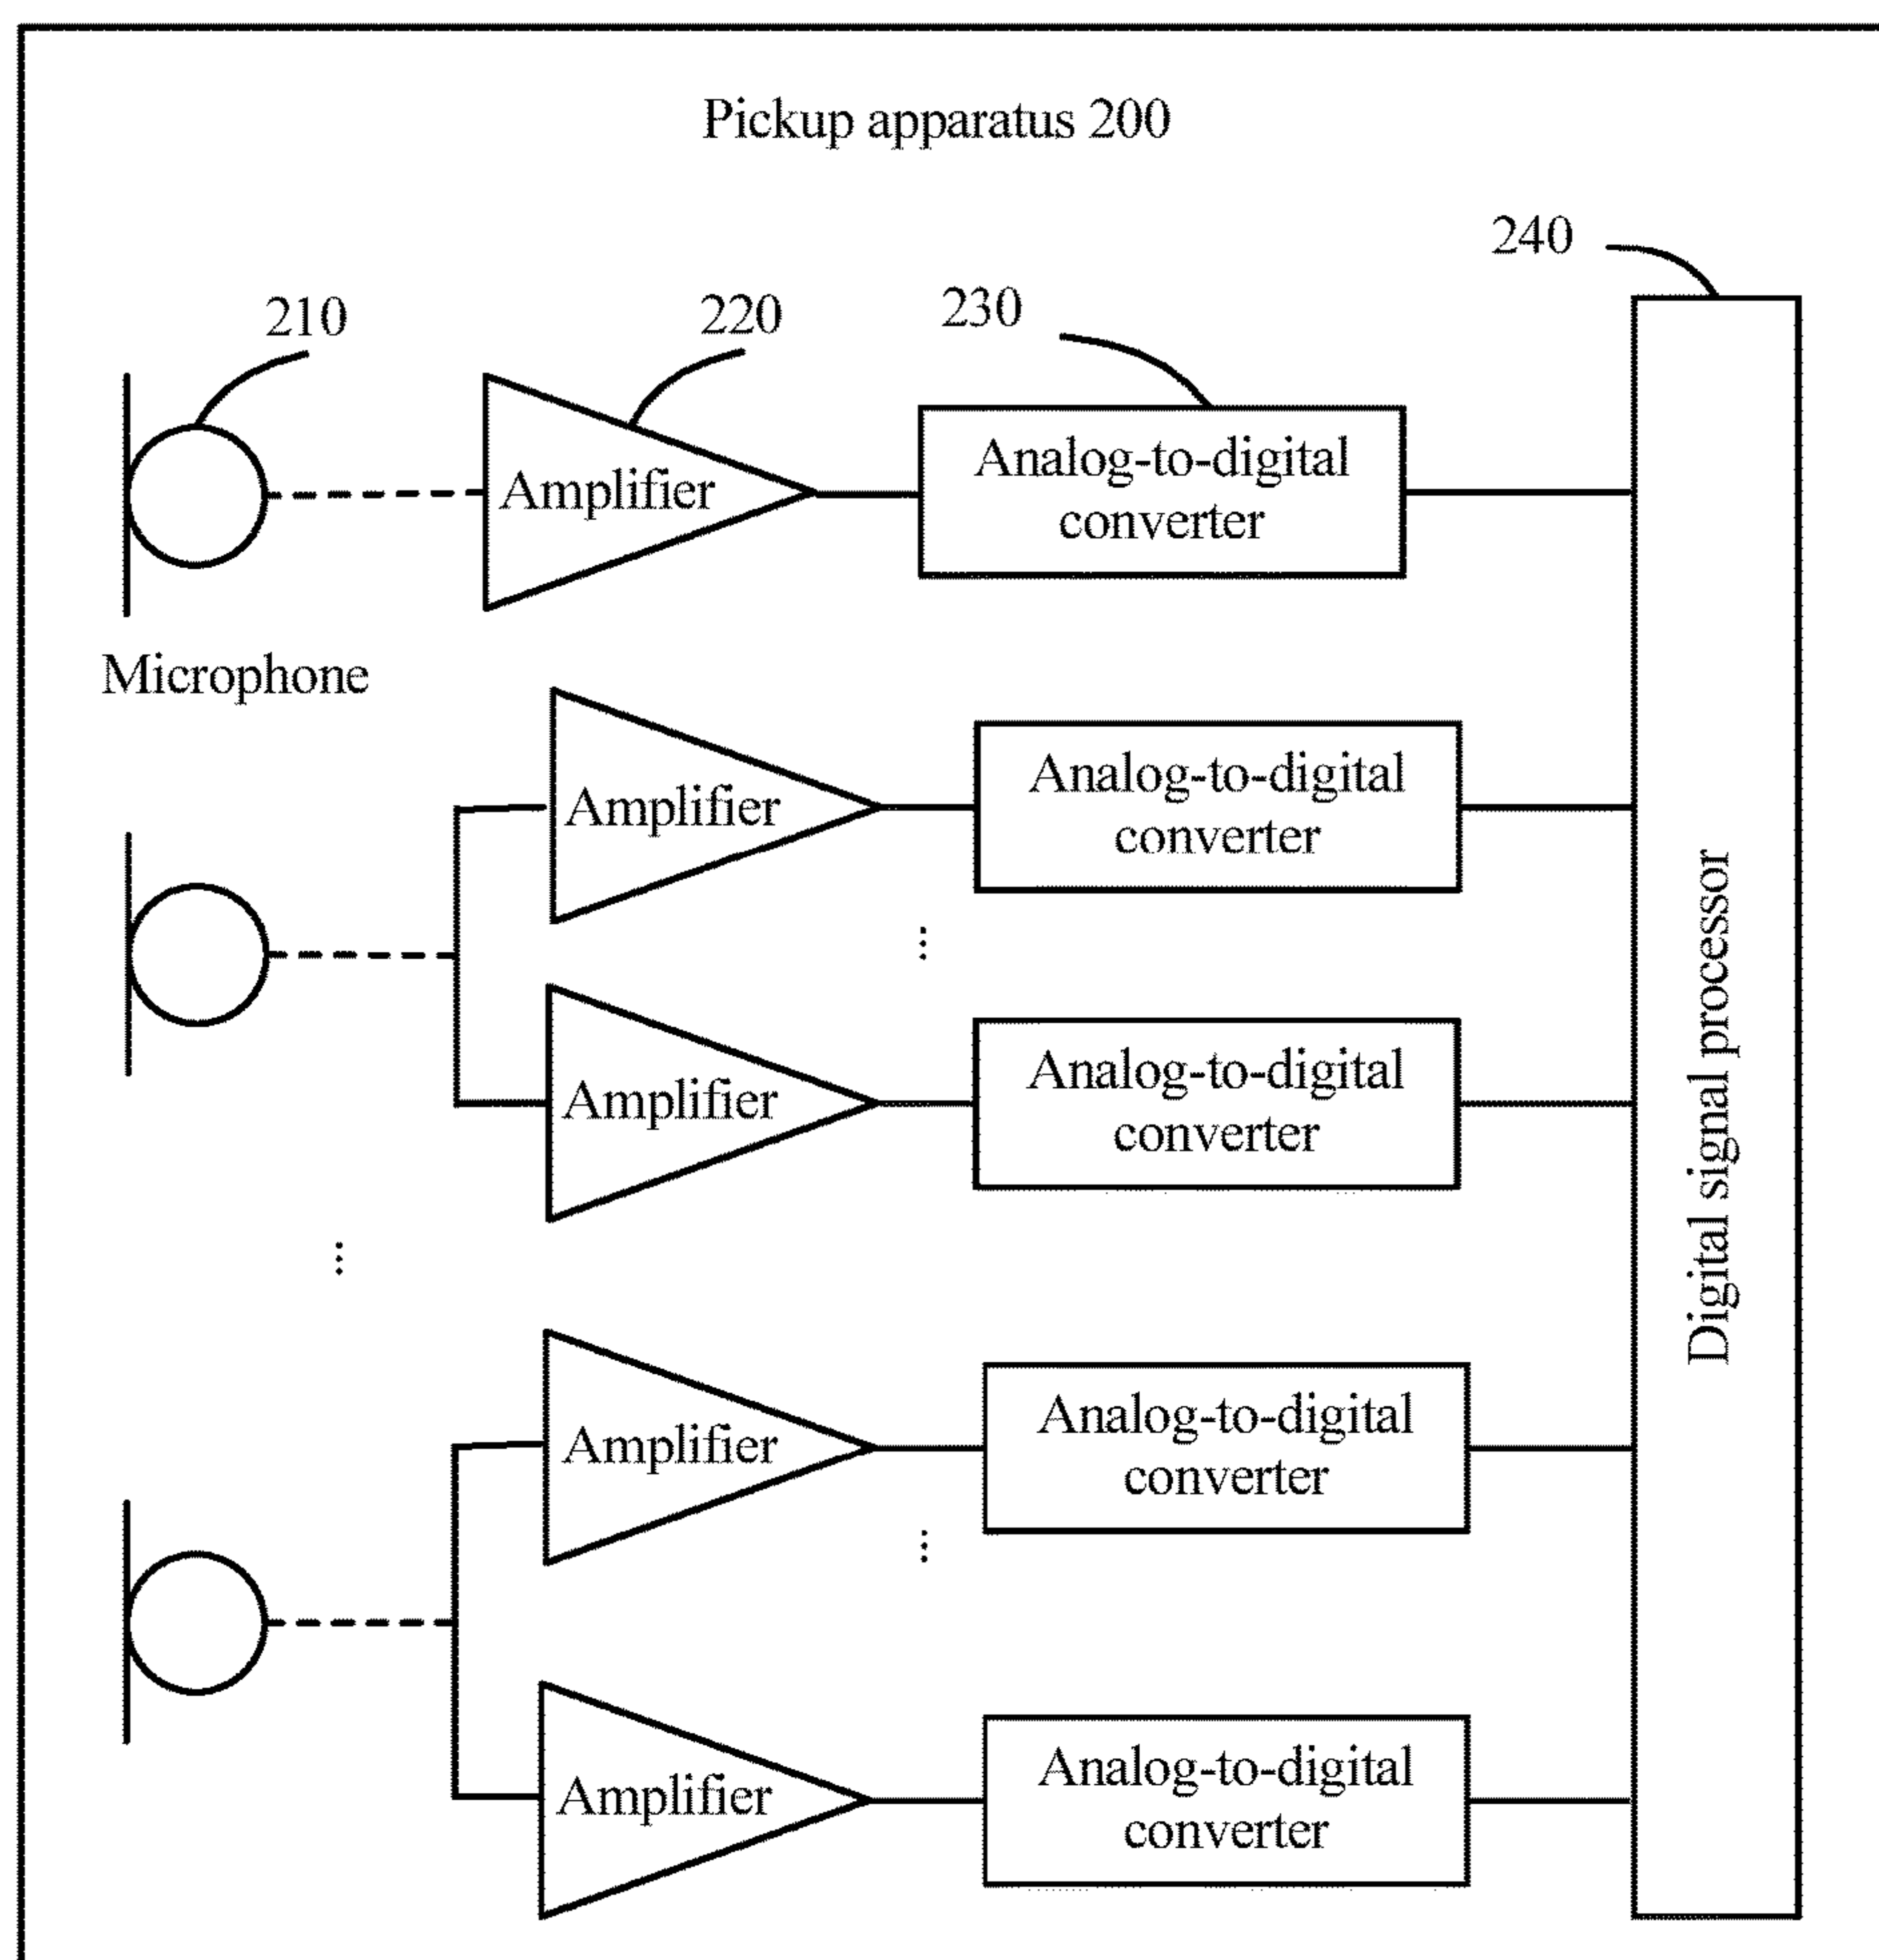 Pickup apparatus 200
240
210
220
230
Amplifier
Analog-to-digital
converter
Microphone
Amplifier
Analog-to-digital
converter
...
Amplifier
Analog-to-digital
converter
Digital signal processor
...
Amplifier
Analog-to-digital
converter
...
Amplifier
Analog-to-digital
converter